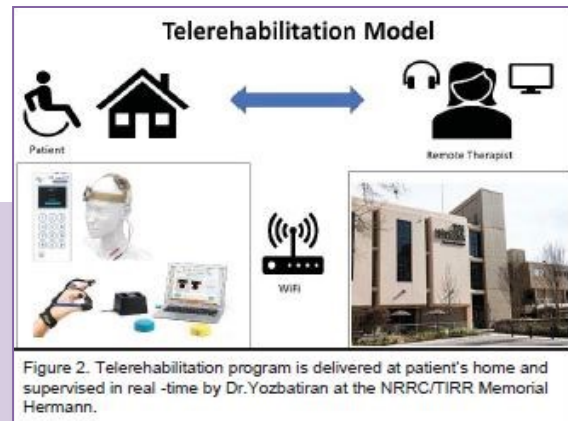 Telerehabilitation Model
Patient
Remote Therapist
WiFi
Figure 2. Telerehabilitation program is delivered at patient's home and
supervised in real -time by Dr.Yozbatiran at the NRRC/TIRR Memorial
Hermann.